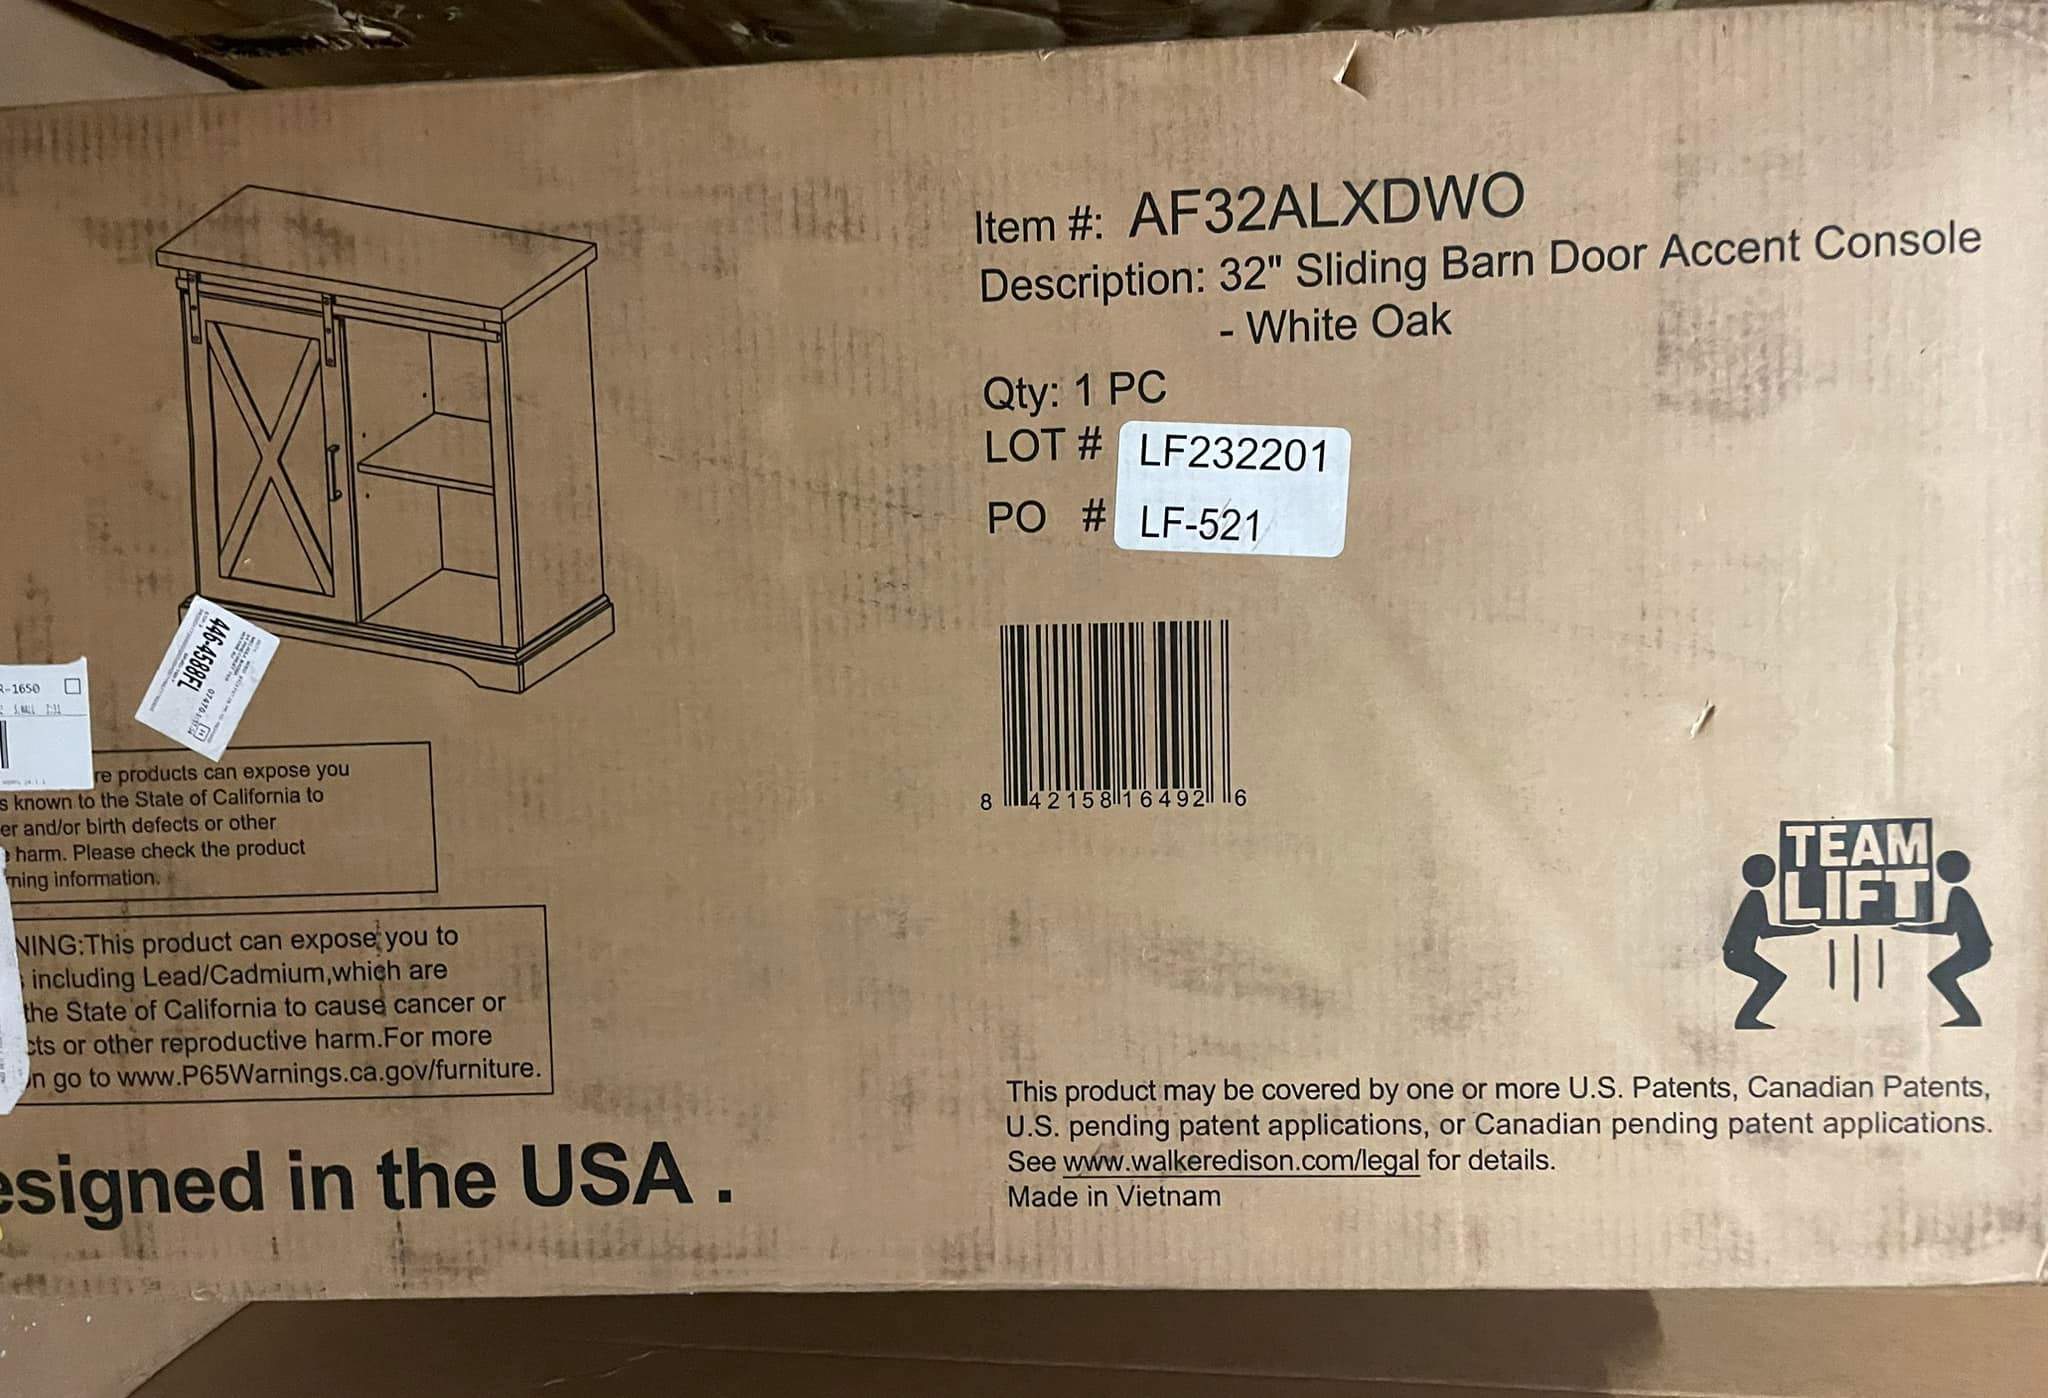 Item #: AF32ALXDWO
Description: 32" Sliding Barn Door Accent Console
- White Oak
Qty: 1 PC
LOT # LF232201
PO # LF-521
8 42158 16492 6
446-4588FL
R-1650
re products can expose you
s known to the State of California to
er and/or birth defects or other
harm. Please check the product
ning information.
NING:This product can expose you to
including Lead/Cadmium,which are
the State of California to cause cancer or
cts or other reproductive harm.For more
on go to www.P65Warnings.ca.gov/furniture.
esigned in the USA .
TEAM
LIFT
This product may be covered by one or more U.S. Patents, Canadian Patents,
U.S. pending patent applications, or Canadian pending patent applications.
See www.walkeredison.com/legal for details.
Made in Vietnam